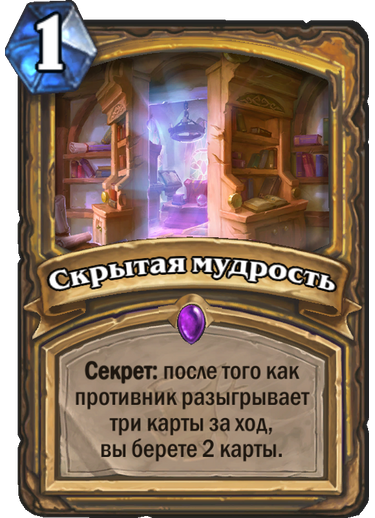 1
Скрытая мудрость
Секрет: после того как
противник разыгрывает
три карты за ход,
вы берете 2 карты.